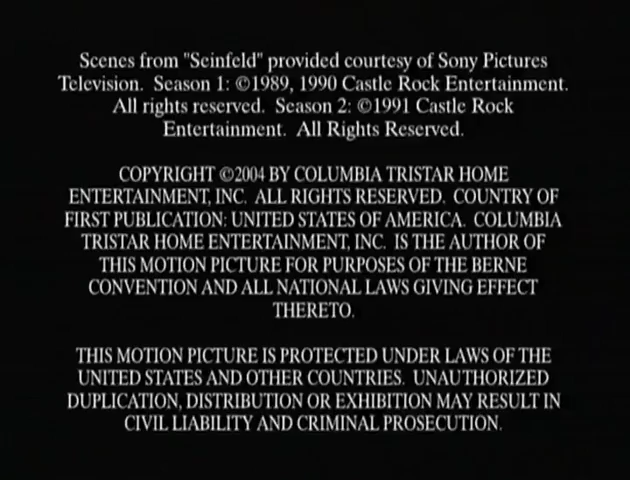 Scenes from "Seinfeld" provided courtesy of Sony Pictures
Television. Season 1: ©1989, 1990 Castle Rock Entertainment.
All rights reserved. Season 2: ©1991 Castle Rock
Entertainment. All Rights Reserved.
COPYRIGHT ©2004 BY COLUMBIA TRISTAR HOME
ENTERTAINMENT, INC. ALL RIGHTS RESERVED. COUNTRY OF
FIRST PUBLICATION: UNITED STATES OF AMERICA. COLUMBIA
TRISTAR HOME ENTERTAINMENT, INC. IS THE AUTHOR OF
THIS MOTION PICTURE FOR PURPOSES OF THE BERNE
CONVENTION AND ALL NATIONAL LAWS GIVING EFFECT
THERETO.
THIS MOTION PICTURE IS PROTECTED UNDER LAWS OF THE
UNITED STATES AND OTHER COUNTRIES. UNAUTHORIZED
DUPLICATION, DISTRIBUTION OR EXHIBITION MAY RESULT IN
CIVIL LIABILITY AND CRIMINAL PROSECUTION.